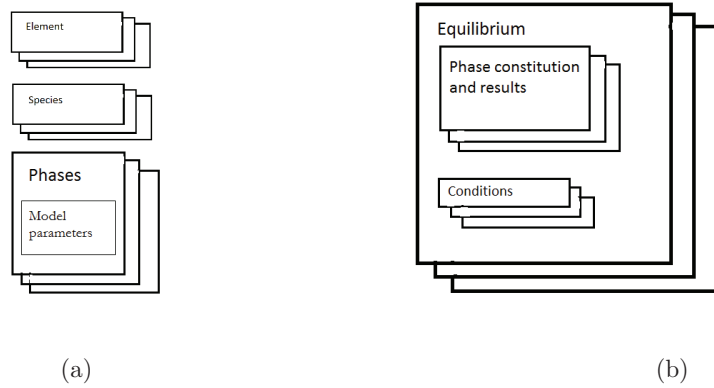 Element
Species
Phases
Model
parameters
(a)
Equilibrium
Phase constitution
and results
Conditions
(b)